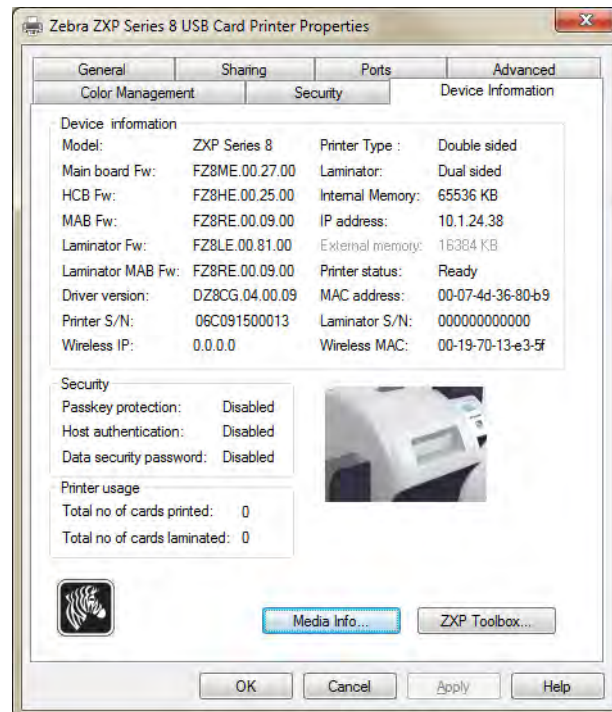 Zebra ZXP Series 8 USB Card Printer Properties
General Sharing Ports Advanced
Color Management Security Device Information
Device information
Model: ZXP Series 8 Printer Type : Double sided
Main board Fw: FZ8ME.00.27.00 Laminator: Dual sided
HCB Fw: FZ8HE.00.25.00 Internal Memory: 65536 KB
MAB Fw: FZ8RE.00.09.00 IP address: 10.1.24.38
Laminator Fw: FZ8LE.00.81.00 External memory: 16384 KB
Laminator MAB Fw: FZ8RE.00.09.00 Printer status: Ready
Driver version: DZ8CG.04.00.09 MAC address: 00-07-4d-36-80-b9
Printer S/N: 06C091500013 Laminator S/N: 000000000000
Wireless IP: 0.0.0.0 Wireless MAC: 00-19-70-13-e3-5f
Security
Passkey protection: Disabled
Host authentication: Disabled
Data security password: Disabled
Printer usage
Total no of cards printed: 0
Total no of cards laminated: 0
Media Info... ZXP Toolbox...
OK Cancel Apply Help